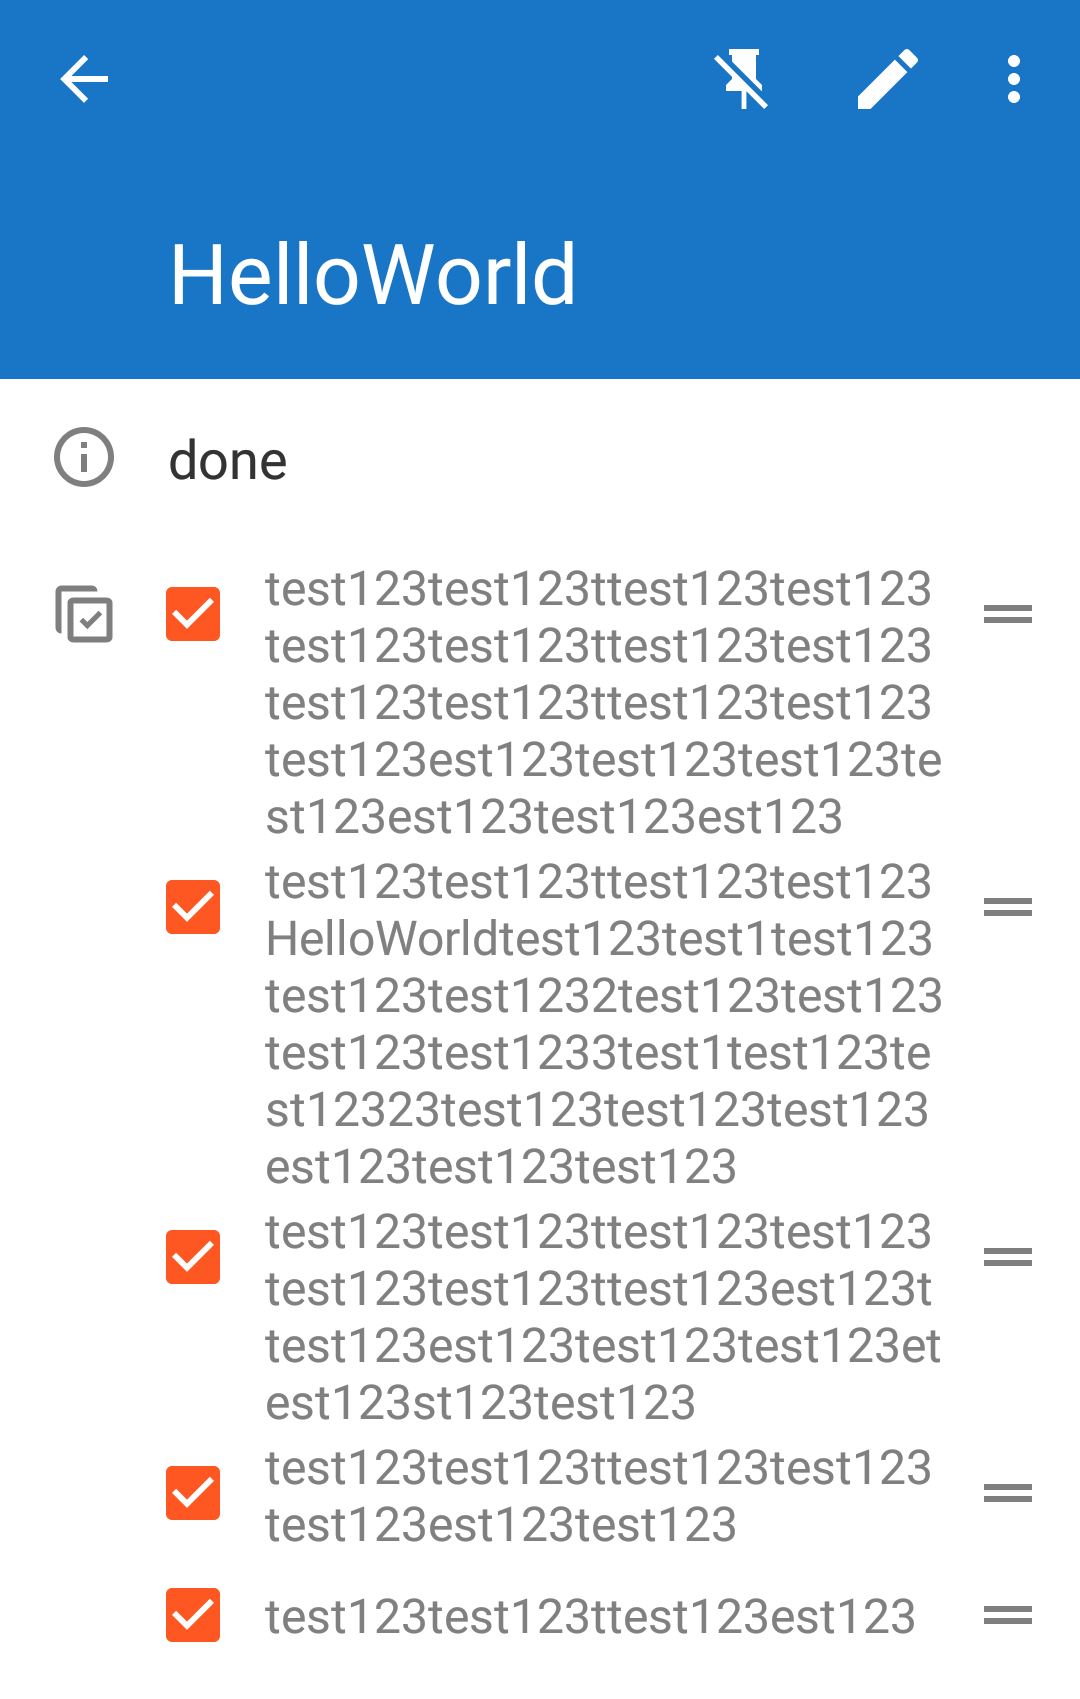 HelloWorld
done
test123test123ttest123test123
test123test123ttest123test123
test123test123ttest123test123
test123est123test123test123te
st123est123test123est123
test123test123ttest123test123
HelloWorldtest123test1test123
test123test1232test123test123
test123test1233test1test123te
st12323test123test123test123
est123test123test123
test123test123ttest123test123
test123test123ttest123est123t
test123est123test123test123et
est123st123test123
test123test123ttest123test123
test123est123test123
test123test123ttest123est123